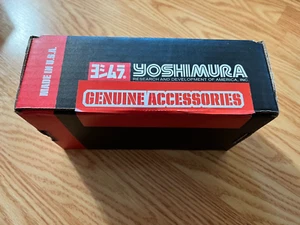 MADE IN U.S.A.
ヨシムラ YOSHIMURA
RESEARCH AND DEVELOPMENT OF AMERICA, INC.
GENUINE ACCESSORIES